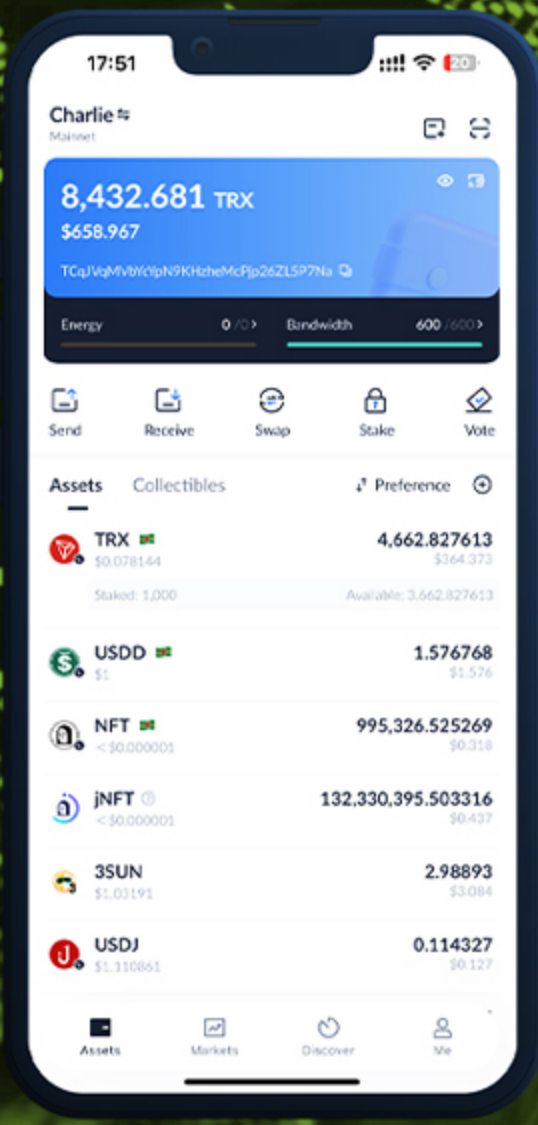 17:51
20
Charlie
Mainnet
8,432.681 TRX
$658.967
Energy 0 /0> Bandwidth 600 /600>
Send Receive Swap Stake Vote
Assets Collectibles Preference
TRX 4,662.827613
$0.078144 $364.373
Staked: 1,000 Available: 3,662.827613
USDD 1.576768
$1 $1.576
NFT 995,326.525269
<$0.000001 $0.318
jNFT 132,330,395.503316
<$0.000001 $0.437
3SUN 2.98893
$1.03191 $3.084
USDJ 0.114327
$1.110861 $0.127
Assets Markets Discover Me